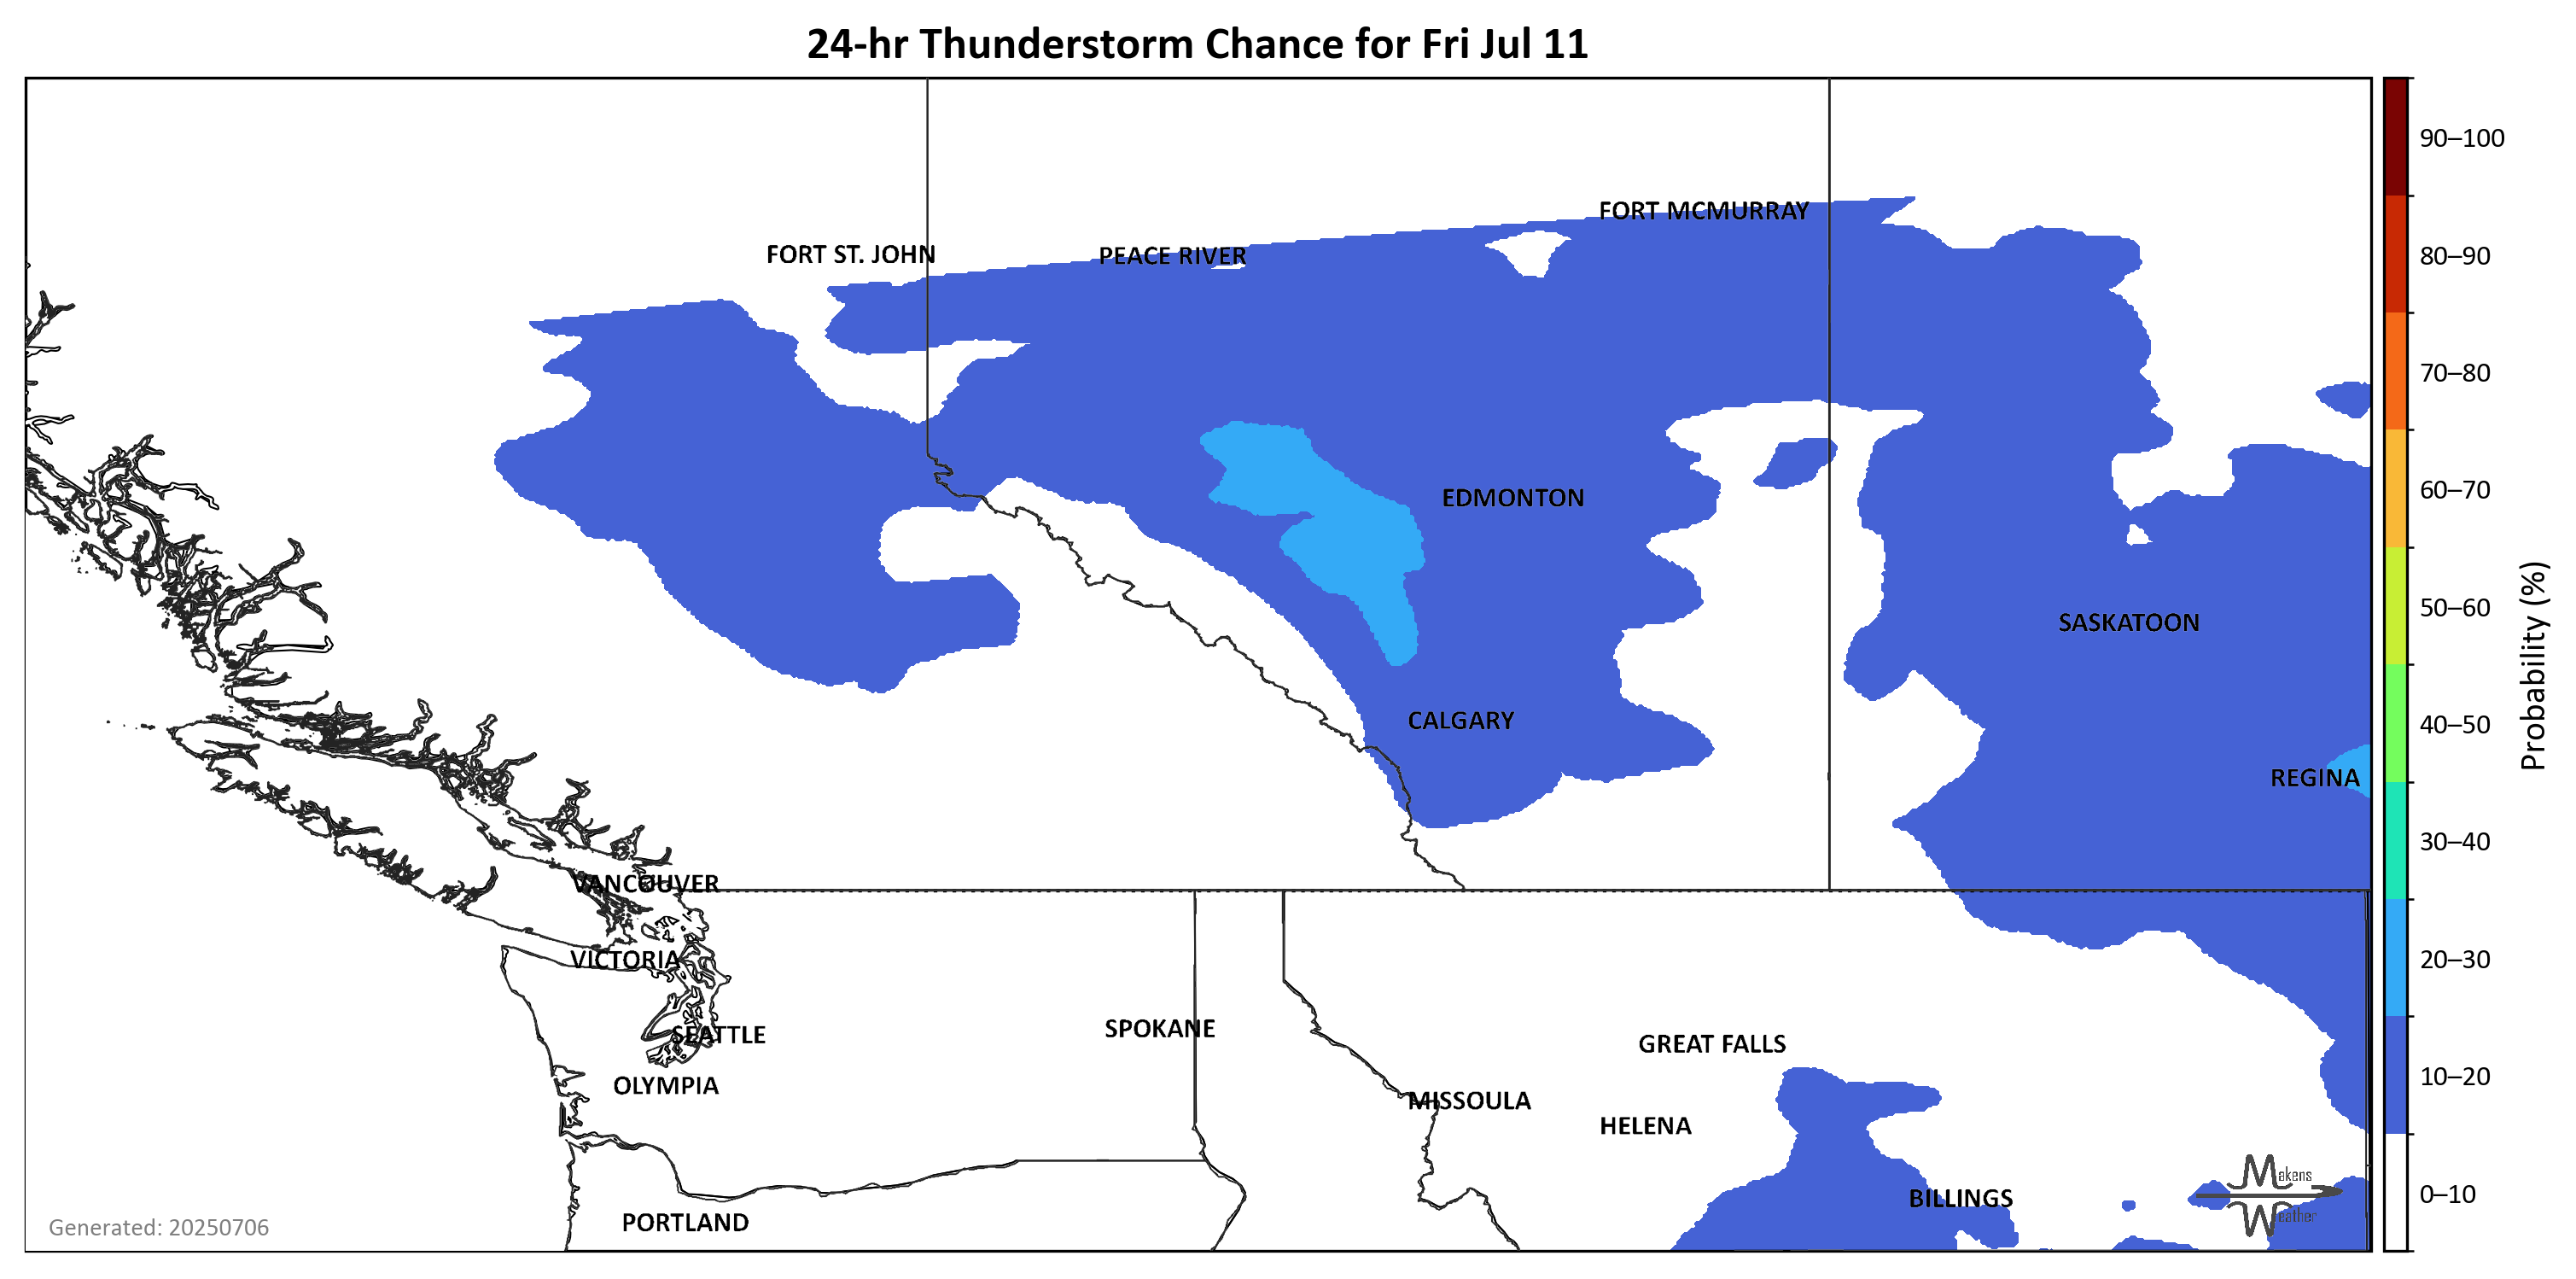 24-hr Thunderstorm Chance for Fri Jul 11
90–100
FORT MCMURRAY
FORT ST. JOHN
PEACE RIVER
80–90
70–80
60–70
EDMONTON
50–60
SASKATOON
Probability (%)
CALGARY
40–50
REGINA
30–40
VANCOUVER
VICTORIA
20–30
SEATTLE
SPOKANE
GREAT FALLS
OLYMPIA
10–20
MISSOULA
HELENA
Makens
Weather
BILLINGS
0–10
PORTLAND
Generated: 20250706